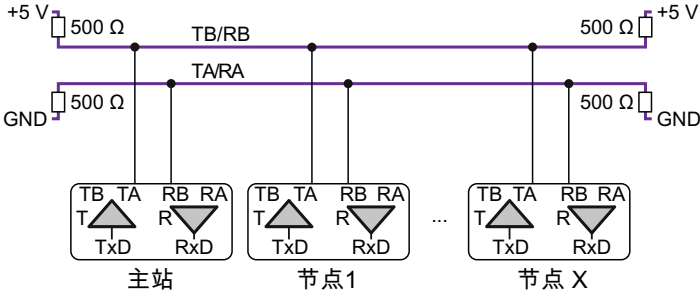 +5 V +5 V
500 Ω TB/RB 500 Ω
TA/RA
500 Ω 500 Ω
GND GND
TB TA RB RA TB TA RB RA TB TA RB RA
T R T R ... T R
TxD RxD TxD RxD TxD RxD
主站 节点1 节点 X